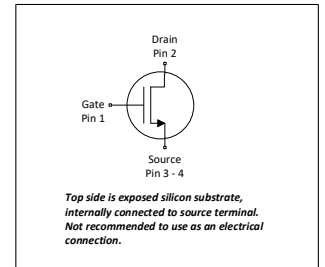 Drain
Pin 2
Gate
Pin 1
Source
Pin 3 - 4
Top side is exposed silicon substrate,
internally connected to source terminal.
Not recommended to use as an electrical
connection.